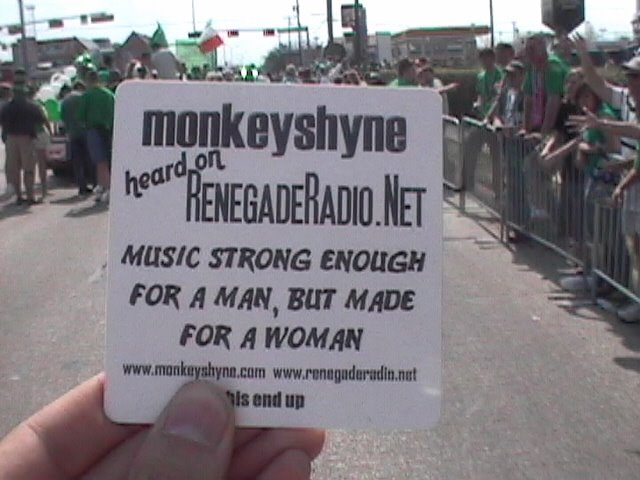 monkeyshyne
heard on
RENEGADERADIO.NET
MUSIC STRONG ENOUGH
FOR A MAN, BUT MADE
FOR A WOMAN
www.monkeyshyne.com www.renegaderadio.net
his end up